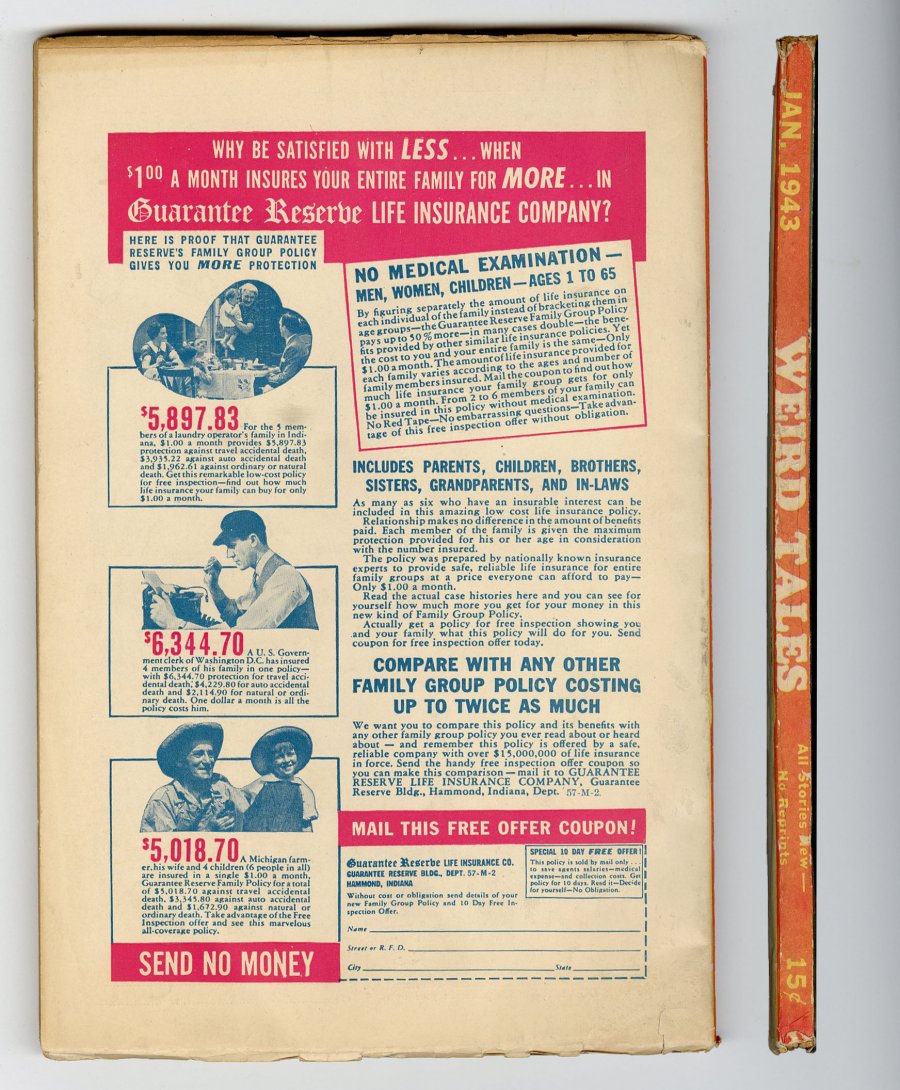 WHY BE SATISFIED WITH LESS... WHEN
$1.00 A MONTH INSURES YOUR ENTIRE FAMILY FOR MORE... IN
Guarantee Reserve LIFE INSURANCE COMPANY?
HERE IS PROOF THAT GUARANTEE
RESERVE'S FAMILY GROUP POLICY
GIVES YOU MORE PROTECTION
$5,897.83 For the 5 mem-
bers of a laundry operator's family in Indi-
ana, $1.00 a month provides $5,897.83
protection against travel accidental death,
$3,935.22 against auto accidental death
and $1,962.61 against ordinary or natural
death. Get this remarkable low-cost policy
for free inspection—find out how much
life insurance your family can buy for only
$1.00 a month.
$6,344.70 A U. S. Govern-
ment clerk of Washington D.C. has insured
4 members of his family in one policy—
with $6,344.70 protection for travel acci-
dental death, $4,229.80 for auto accidental
death and $2,114.90 for natural or ordi-
nary death. One dollar a month is all the
policy costs him.
$5,018.70 A Michigan farm-
er, his wife and 4 children (6 people in all)
are insured in a single $1.00 a month,
Guarantee Reserve Family Policy for a total
of $5,018.70 against travel accidental
death, $3,345.80 against auto accidental
death and $1,672.90 against natural or
ordinary death. Take advantage of the Free
Inspection offer and see this marvelous
all-coverage policy.
SEND NO MONEY
NO MEDICAL EXAMINATION—
MEN, WOMEN, CHILDREN—AGES 1 TO 65
By figuring separately the amount of life insurance on
each individual of the family instead of bracketing them in
age groups—the Guarantee Reserve Family Group Policy
pays up to 50% more—in many cases double—the bene-
fits provided by other similar life insurance policies. Yet
the cost to you and your entire family is the same—Only
$1.00 a month. The amount of life insurance provided for
each family varies according to the ages and number of
family members insured. Mail the coupon to find out how
much life insurance your family group gets for only
$1.00 a month. From 2 to 6 members of your family can
be insured in this policy without medical examination.
No Red Tape—No embarrassing questions—Take advan-
tage of this free inspection offer without obligation.
INCLUDES PARENTS, CHILDREN, BROTHERS,
SISTERS, GRANDPARENTS, AND IN-LAWS
As many as six who have an insurable interest can be
included in this amazing low cost life insurance policy.
Relationship makes no difference in the amount of benefits
paid. Each member of the family is given the maximum
protection provided for his or her age in consideration
with the number insured.
The policy was prepared by nationally known insurance
experts to provide safe, reliable life insurance for entire
family groups at a price everyone can afford to pay—
Only $1.00 a month.
Read the actual case histories here and you can see for
yourself how much more you get for your money in this
new kind of Family Group Policy.
Actually get a policy for free inspection showing you
and your family what this policy will do for you. Send
coupon for free inspection offer today.
COMPARE WITH ANY OTHER
FAMILY GROUP POLICY COSTING
UP TO TWICE AS MUCH
We want you to compare this policy and its benefits with
any other family group policy you ever read about or heard
about — and remember this policy is offered by a safe,
reliable company with over $15,000,000 of life insurance
in force. Send the handy free inspection offer coupon so
you can make this comparison—mail it to GUARANTEE
RESERVE LIFE INSURANCE COMPANY, Guarantee
Reserve Bldg., Hammond, Indiana, Dept. 57-M-2.
MAIL THIS FREE OFFER COUPON!
Guarantee Reserve LIFE INSURANCE CO.
GUARANTEE RESERVE BLDG., DEPT. 57-M-2
HAMMOND, INDIANA
Without cost or obligation send details of your
new Family Group Policy and 10 Day Free In-
spection Offer.
SPECIAL 10 DAY FREE OFFER!
This policy is sold by mail only ...
to save agents salaries—medical
expense—and collection costs. Get
policy for 10 days. Read it—Decide
for yourself—No Obligation.
Name
Street or R. F. D.
City State
JAN. 1943
WEIRD TALES
All Stories New—
No Reprints
15¢